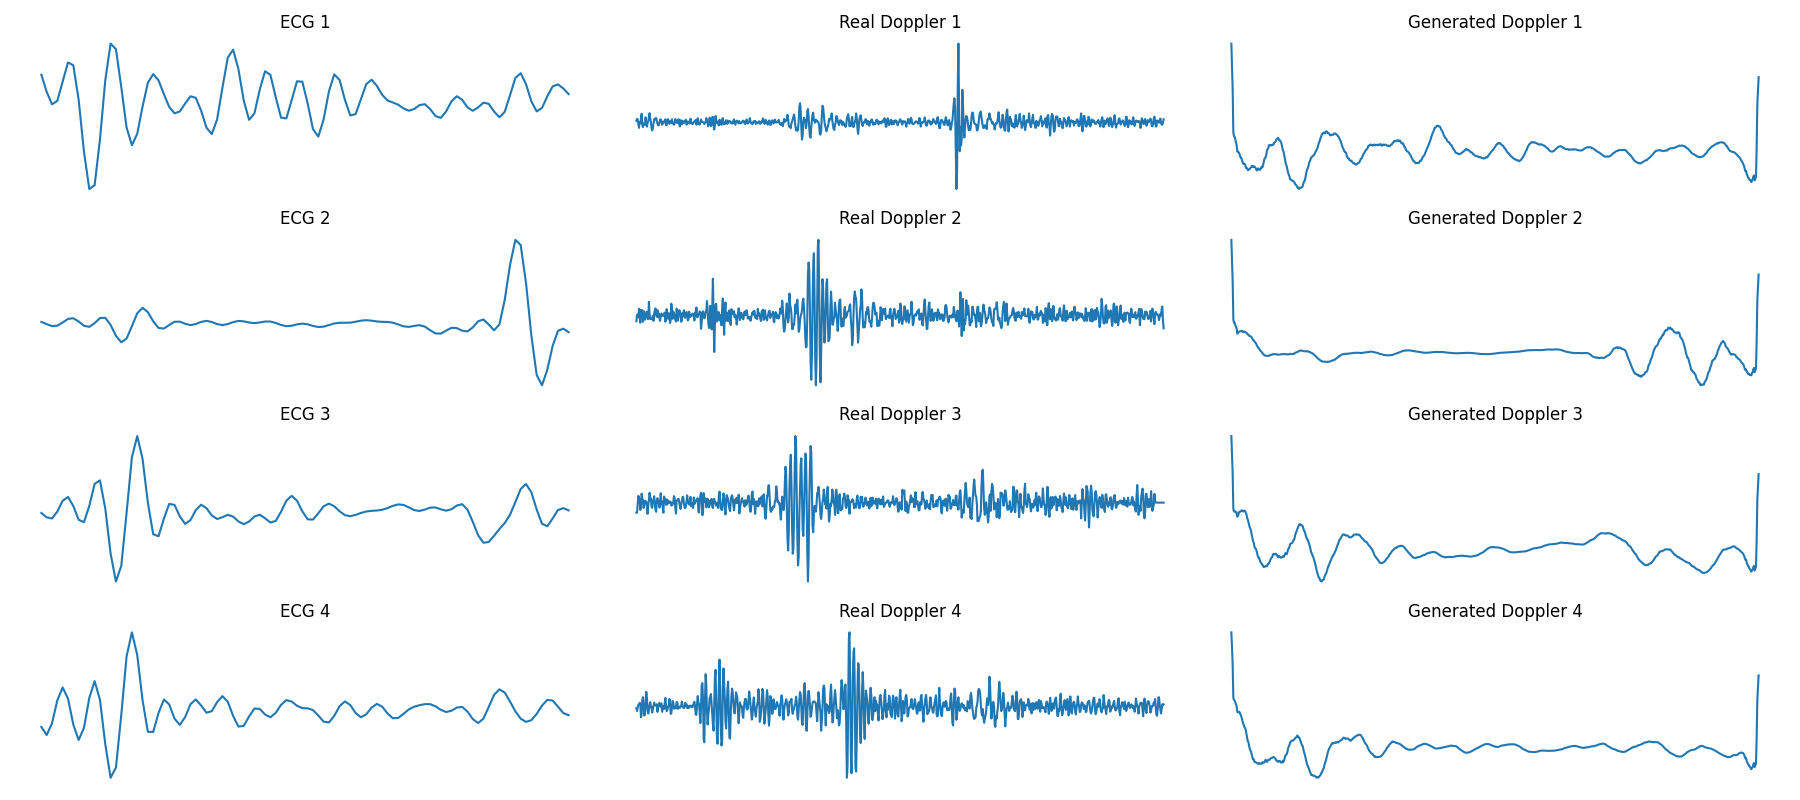 ECG 1
Real Doppler 1
Generated Doppler 1
ECG 2
Real Doppler 2
Generated Doppler 2
ECG 3
Real Doppler 3
Generated Doppler 3
ECG 4
Real Doppler 4
Generated Doppler 4